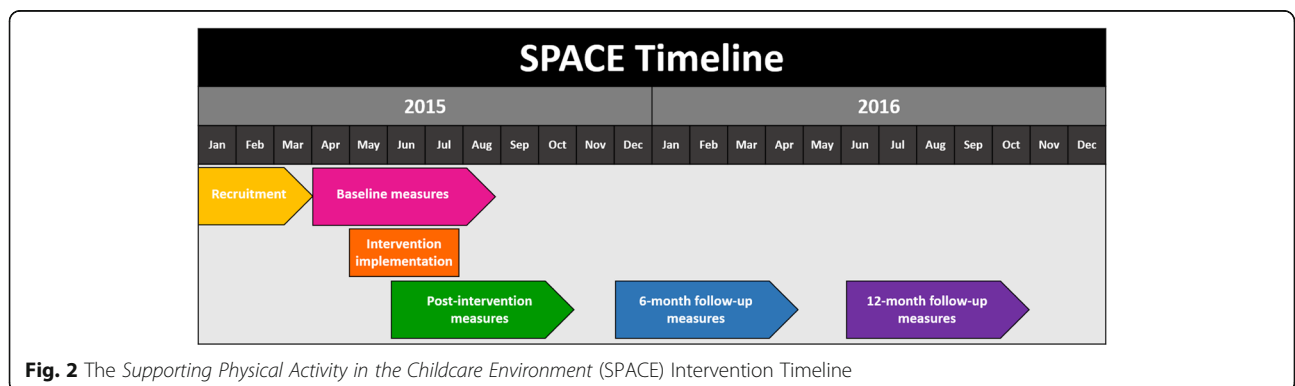 SPACE Timeline
2015 2016
Jan Feb Mar Apr May Jun Jul Aug Sep Oct Nov Dec Jan Feb Mar Apr May Jun Jul Aug Sep Oct Nov Dec
Recruitment Baseline measures
Intervention
implementation
Post-intervention
measures
6-month follow-up
measures
12-month follow-up
measures
Fig. 2 The Supporting Physical Activity in the Childcare Environment (SPACE) Intervention Timeline